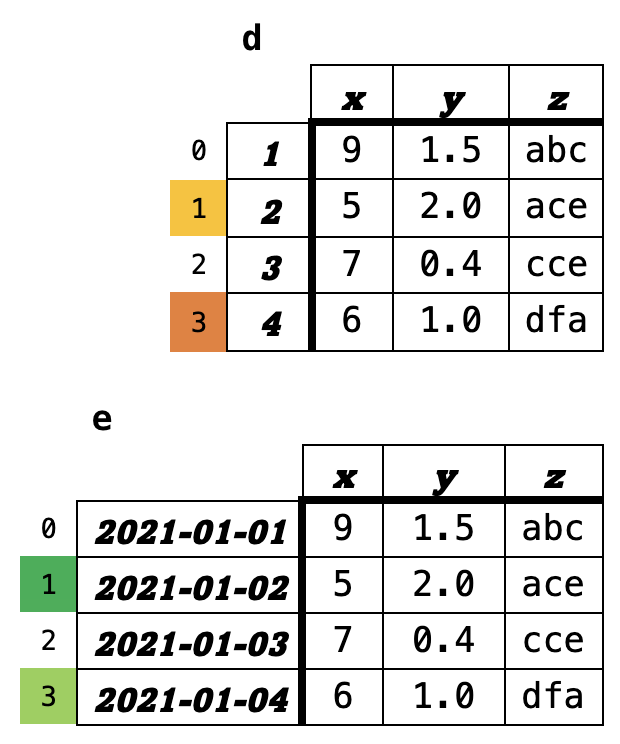 d
x y z
0 1 9 1.5 abc
1 2 5 2.0 ace
2 3 7 0.4 cce
3 4 6 1.0 dfa
e
x y z
0 2021-01-01 9 1.5 abc
1 2021-01-02 5 2.0 ace
2 2021-01-03 7 0.4 cce
3 2021-01-04 6 1.0 dfa